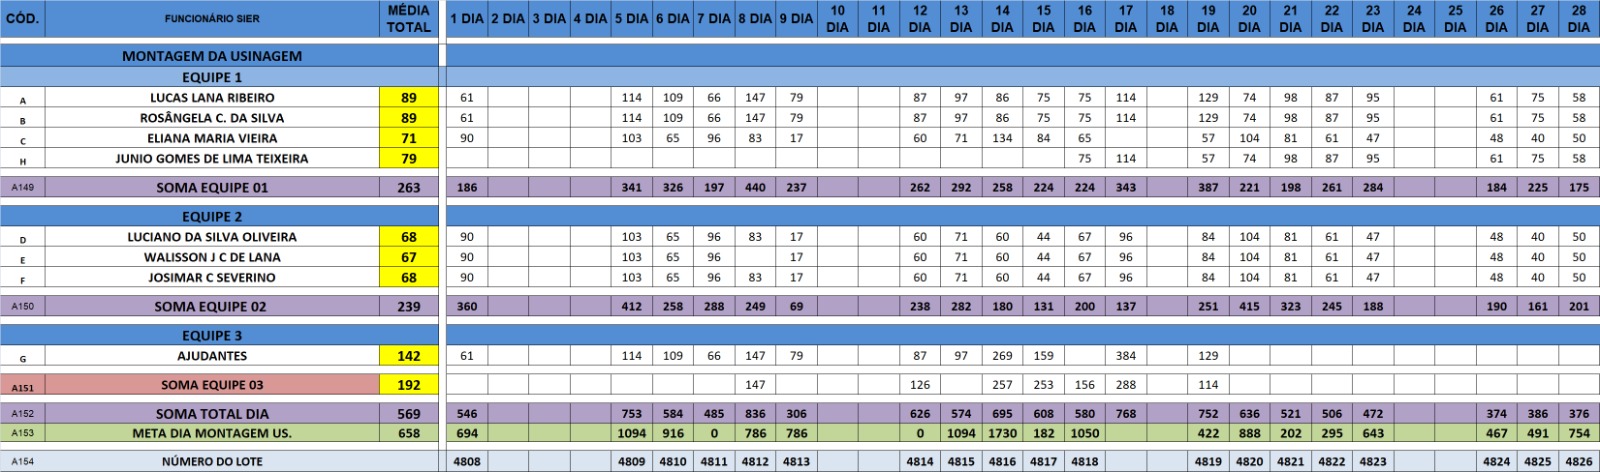 CÓD. FUNCIONÁRIO SIER MÉDIA TOTAL 1 DIA 2 DIA 3 DIA 4 DIA 5 DIA 6 DIA 7 DIA 8 DIA 9 DIA 10 DIA 11 DIA 12 DIA 13 DIA 14 DIA 15 DIA 16 DIA 17 DIA 18 DIA 19 DIA 20 DIA 21 DIA 22 DIA 23 DIA 24 DIA 25 DIA 26 DIA 27 DIA 28 DIA
MONTAGEM DA USINAGEM
EQUIPE 1
A LUCAS LANA RIBEIRO 89 61 114 109 66 147 79 87 97 86 75 75 114 129 74 98 87 95 61 75 58
B ROSÂNGELA C. DA SILVA 89 61 114 109 66 147 79 87 97 86 75 75 114 129 74 98 87 95 61 75 58
C ELIANA MARIA VIEIRA 71 90 103 65 96 83 17 60 71 134 84 65 57 104 81 61 47 48 40 50
H JUNIO GOMES DE LIMA TEIXEIRA 79 75 114 57 74 98 87 95 61 75 58
A149 SOMA EQUIPE 01 263 186 341 326 197 440 237 262 292 258 224 224 343 387 221 198 261 284 184 225 175
EQUIPE 2
D LUCIANO DA SILVA OLIVEIRA 68 90 103 65 96 83 17 60 71 60 44 67 96 84 104 81 61 47 48 40 50
E WALISSON J C DE LANA 67 90 103 65 96 17 60 71 60 44 67 96 84 104 81 61 47 48 40 50
F JOSIMAR C SEVERINO 68 90 103 65 96 83 17 60 71 60 44 67 96 84 104 81 61 47 48 40 50
A150 SOMA EQUIPE 02 239 360 412 258 288 249 69 238 282 180 131 200 137 251 415 323 245 188 190 161 201
EQUIPE 3
G AJUDANTES 142 61 114 109 66 147 79 87 97 269 159 384 129
A151 SOMA EQUIPE 03 192 147 126 257 253 156 288 114
A152 SOMA TOTAL DIA 569 546 753 584 485 836 306 626 574 695 608 580 768 752 636 521 506 472 374 386 376
A153 META DIA MONTAGEM US. 658 694 1094 916 0 786 786 0 1094 1730 182 1050 422 888 202 295 643 467 491 754
A154 NÚMERO DO LOTE 4808 4809 4810 4811 4812 4813 4814 4815 4816 4817 4818 4819 4820 4821 4822 4823 4824 4825 4826